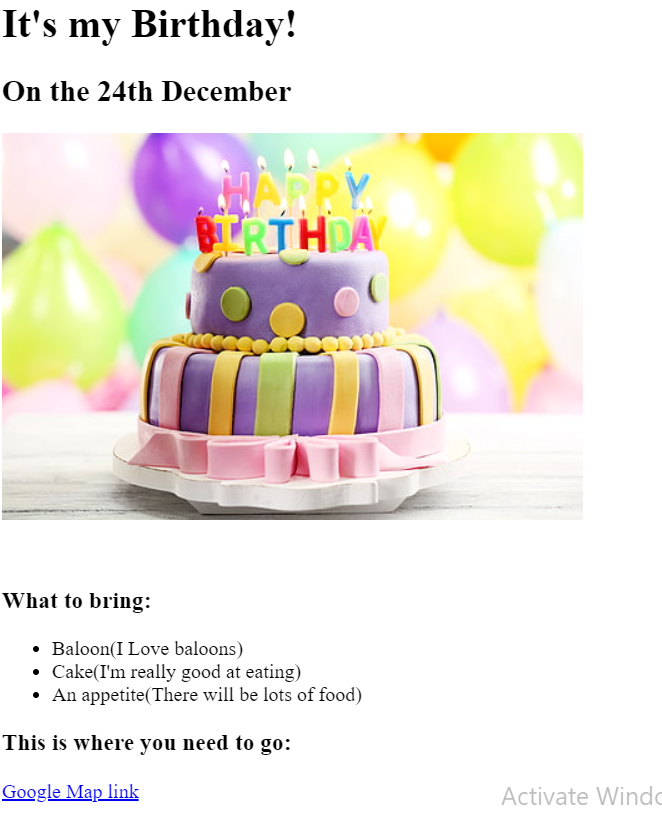 It's my Birthday!
On the 24th December
HAPPY
BIRTHDAY
What to bring:
Baloon(I Love baloons)
Cake(I'm really good at eating)
An appetite(There will be lots of food)
This is where you need to go:
Google Map link
Activate Windo